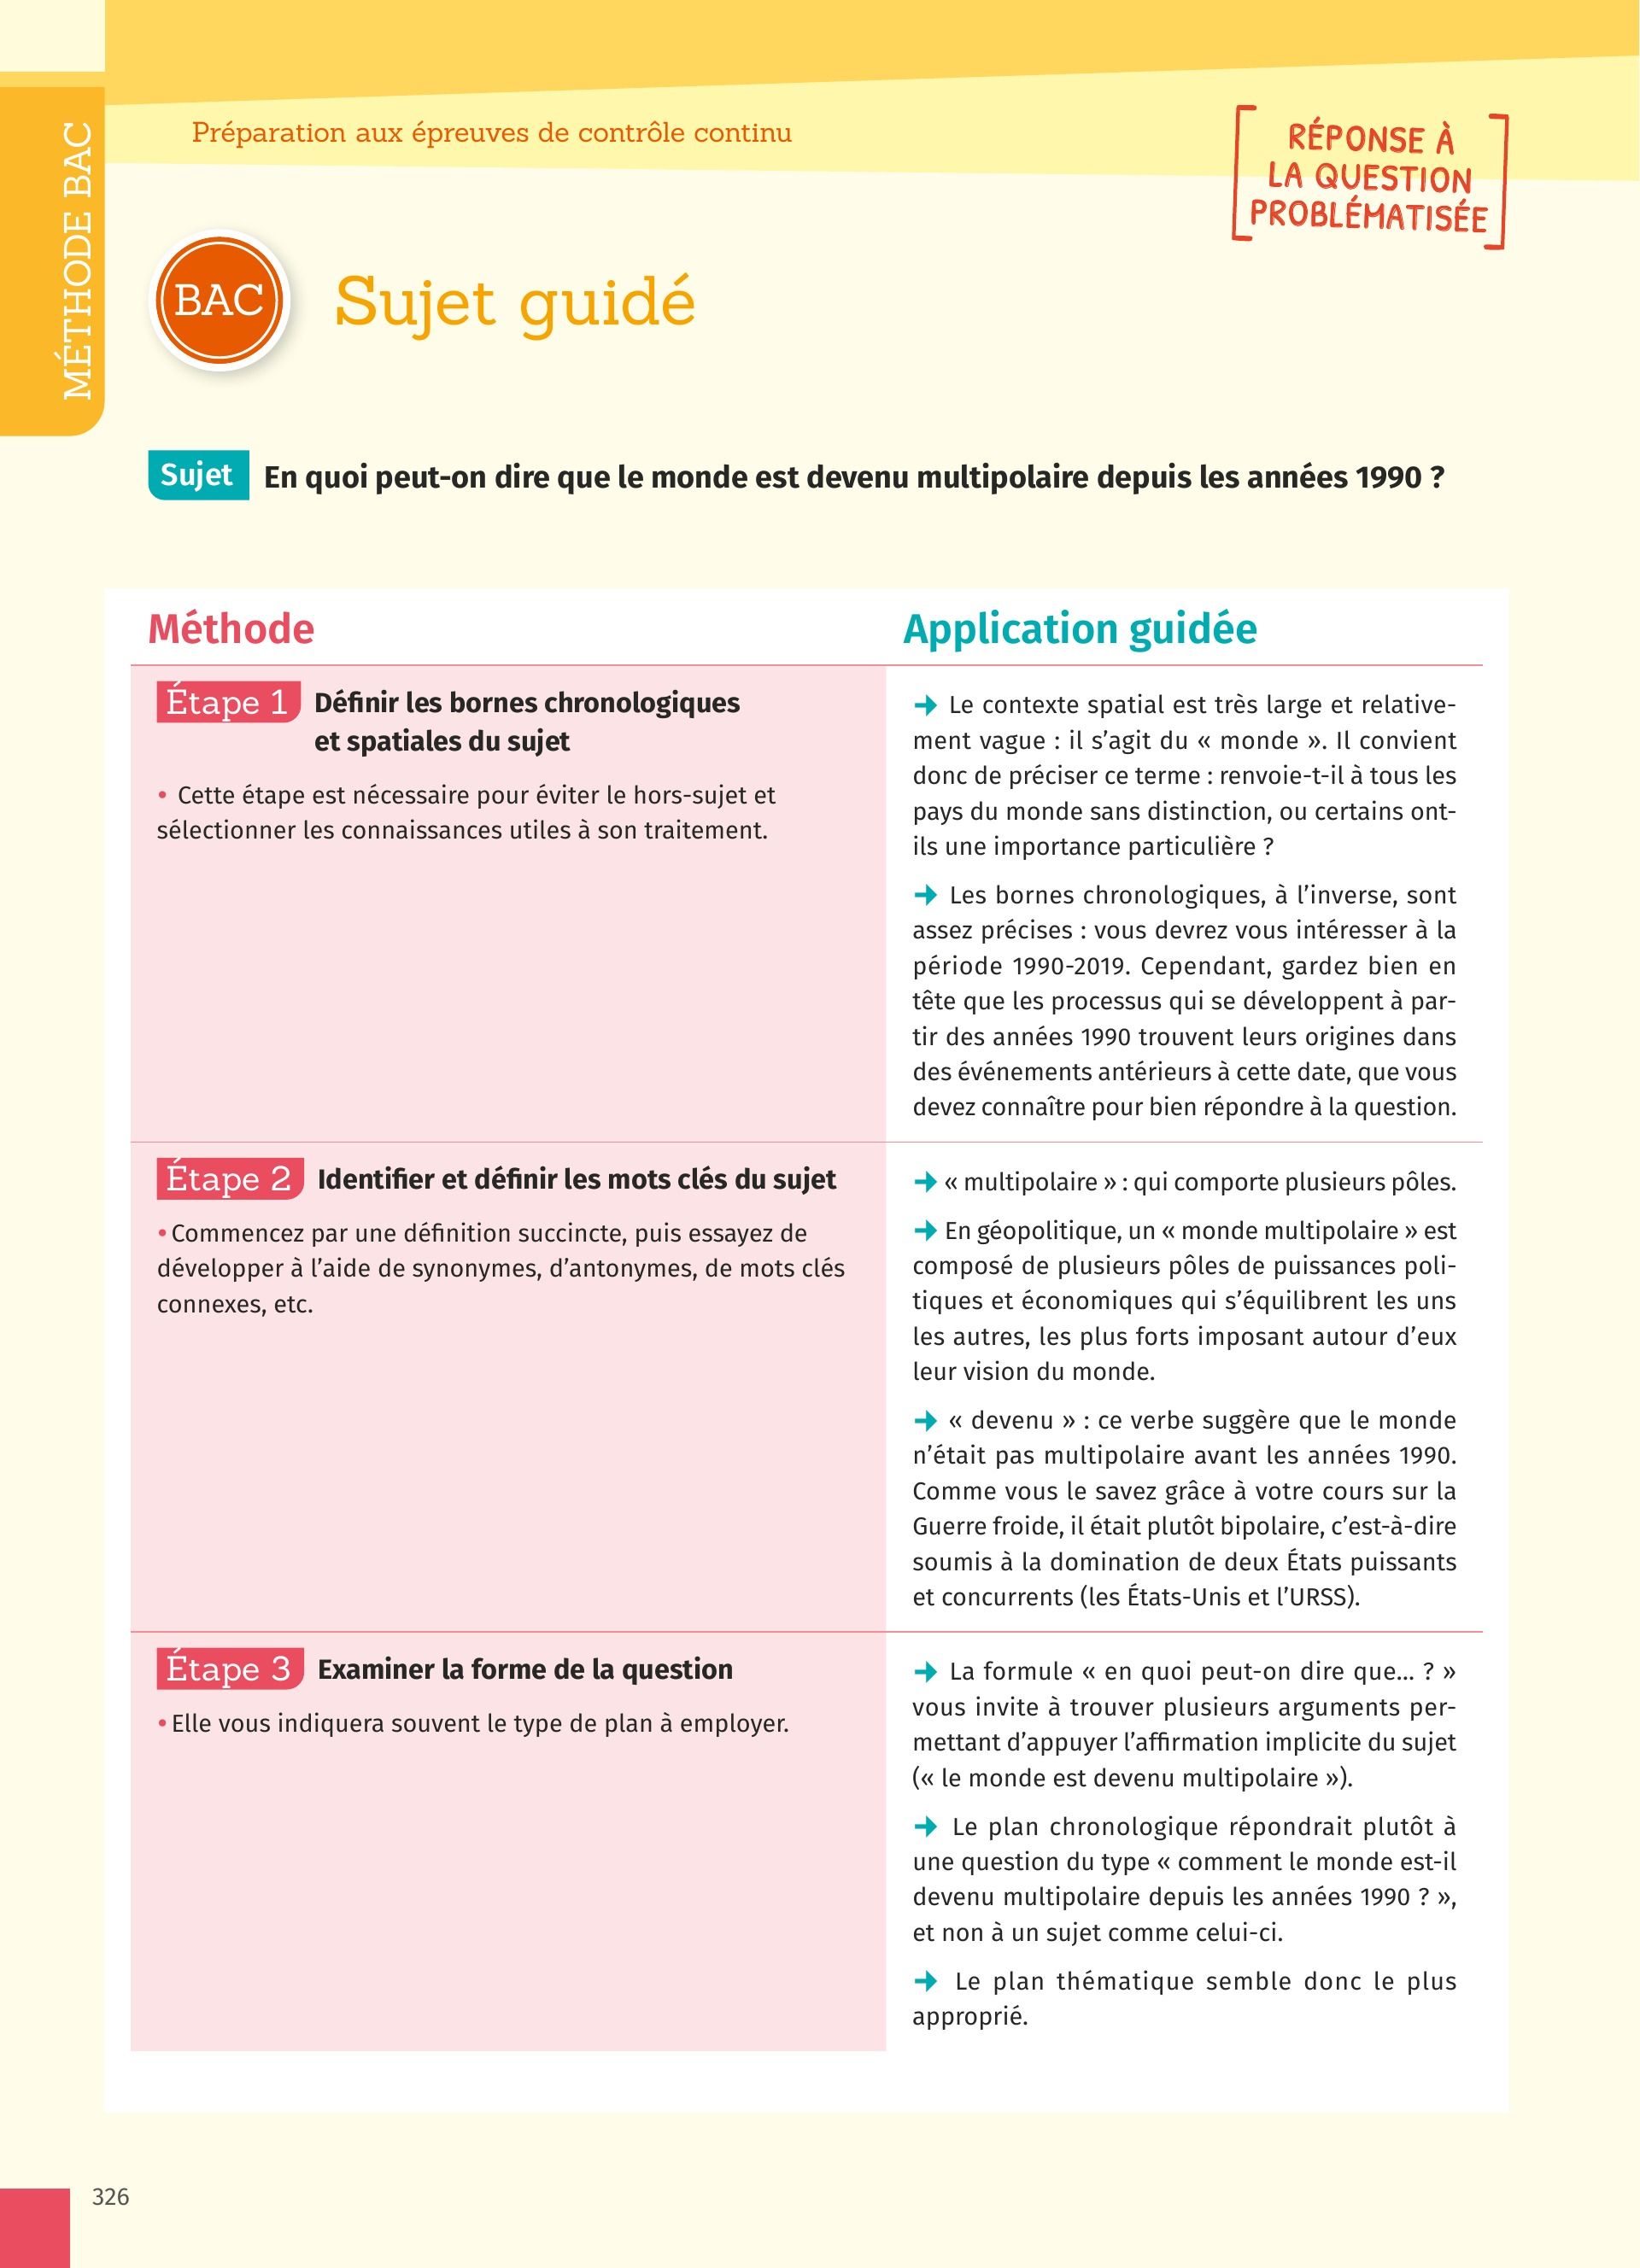 MÉTHODE BAC
Préparation aux épreuves de contrôle continu
RÉPONSE À
LA QUESTION
PROBLÉMATISÉE
BAC
Sujet guidé
Sujet En quoi peut-on dire que le monde est devenu multipolaire depuis les années 1990 ?
Méthode
Étape 1 Définir les bornes chronologiques
et spatiales du sujet
• Cette étape est nécessaire pour éviter le hors-sujet et
sélectionner les connaissances utiles à son traitement.
Application guidée
➜ Le contexte spatial est très large et relative-
ment vague : il s’agit du « monde ». Il convient
donc de préciser ce terme : renvoie-t-il à tous les
pays du monde sans distinction, ou certains ont-
ils une importance particulière ?
➜ Les bornes chronologiques, à l’inverse, sont
assez précises : vous devrez vous intéresser à la
période 1990-2019. Cependant, gardez bien en
tête que les processus qui se développent à par-
tir des années 1990 trouvent leurs origines dans
des événements antérieurs à cette date, que vous
devez connaître pour bien répondre à la question.
Étape 2 Identifier et définir les mots clés du sujet
• Commencez par une définition succincte, puis essayez de
développer à l’aide de synonymes, d’antonymes, de mots clés
connexes, etc.
➜ « multipolaire » : qui comporte plusieurs pôles.
➜ En géopolitique, un « monde multipolaire » est
composé de plusieurs pôles de puissances poli-
tiques et économiques qui s’équilibrent les uns
les autres, les plus forts imposant autour d’eux
leur vision du monde.
➜ « devenu » : ce verbe suggère que le monde
n’était pas multipolaire avant les années 1990.
Comme vous le savez grâce à votre cours sur la
Guerre froide, il était plutôt bipolaire, c’est-à-dire
soumis à la domination de deux États puissants
et concurrents (les États-Unis et l’URSS).
Étape 3 Examiner la forme de la question
• Elle vous indiquera souvent le type de plan à employer.
➜ La formule « en quoi peut-on dire que... ? »
vous invite à trouver plusieurs arguments per-
mettant d’appuyer l’affirmation implicite du sujet
(« le monde est devenu multipolaire »).
➜ Le plan chronologique répondrait plutôt à
une question du type « comment le monde est-il
devenu multipolaire depuis les années 1990 ? »,
et non à un sujet comme celui-ci.
➜ Le plan thématique semble donc le plus
approprié.
326